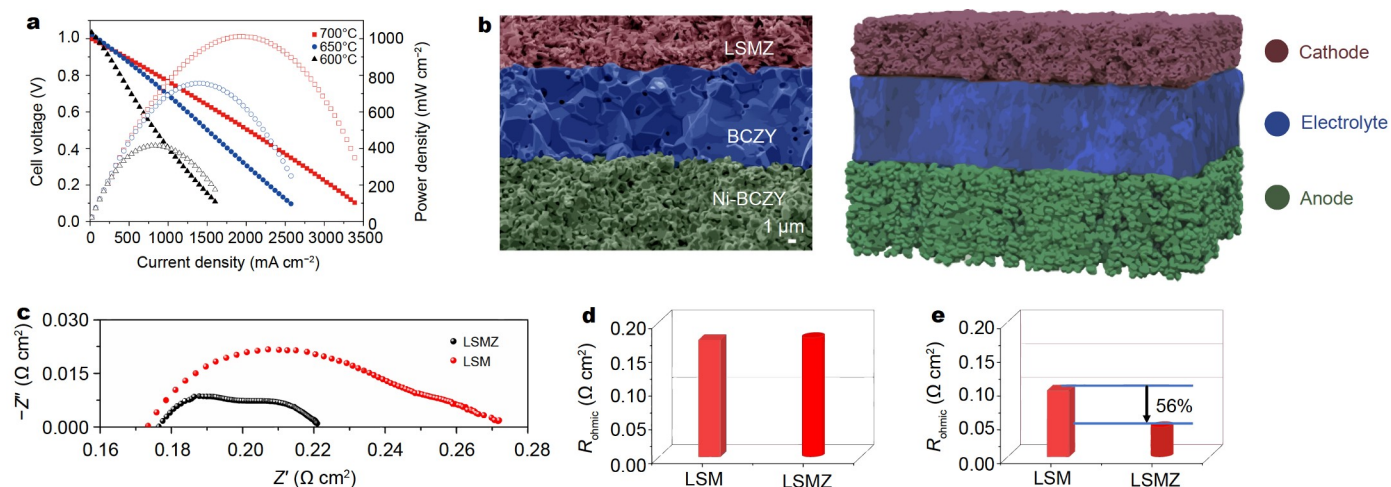 a
1.0
0.8
0.6
0.4
0.2
0.0
Cell voltage (V)
700°C
650°C
600°C
1000
800
600
400
200
0
Power density (mW cm−2)
0 500 1000 1500 2000 2500 3000 3500
Current density (mA cm−2)
b
LSMZ
BCZY
Ni-BCZY
1 μm
Cathode
Electrolyte
Anode
c
0.030
0.015
0.000
−Z″ (Ω cm2)
LSMZ
LSM
0.16 0.18 0.20 0.22 0.24 0.26 0.28
Z′ (Ω cm2)
d
0.20
0.15
0.10
0.05
0.00
Rohmic (Ω cm2)
LSM LSMZ
e
0.20
0.15
0.10
0.05
0.00
Rohmic (Ω cm2)
56%
LSM LSMZ